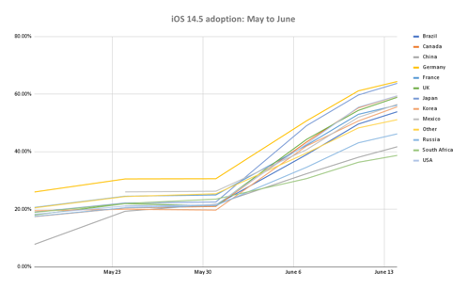 iOS 14.5 adoption: May to June
80.00%
60.00%
40.00%
20.00%
0.00%
May 23
May 30
June 6
June 13
Brazil
Canada
China
Germany
France
UK
Japan
Korea
Mexico
Other
Russia
South Africa
USA